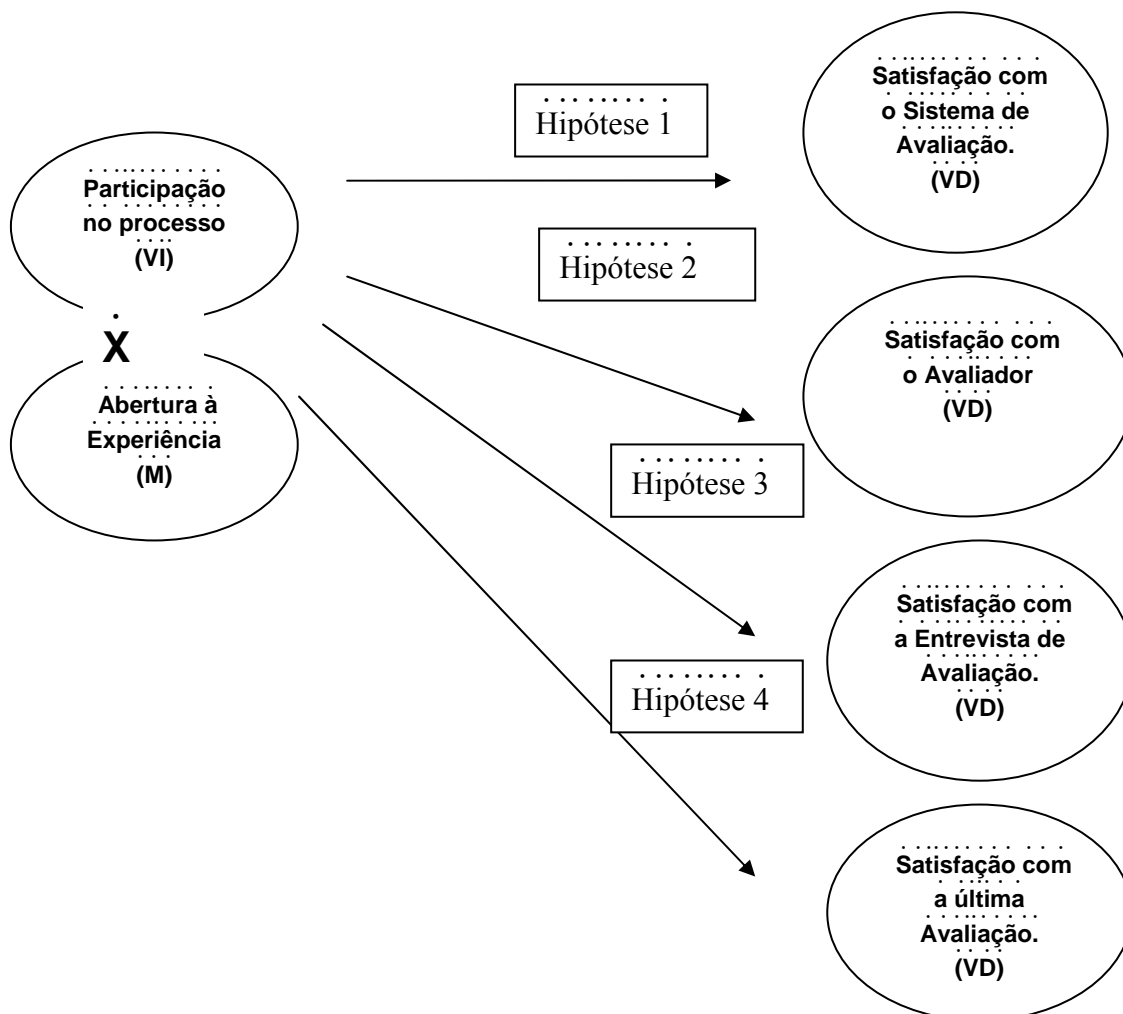 Satisfação com
o Sistema de
Avaliação.
(VD)
Hipótese 1
Participação
no processo
(VI)
Hipótese 2
X
Satisfação com
o Avaliador
(VD)
Abertura à
Experiência
(M)
Hipótese 3
Satisfação com
a Entrevista de
Avaliação.
(VD)
Hipótese 4
Satisfação com
a última
Avaliação.
(VD)